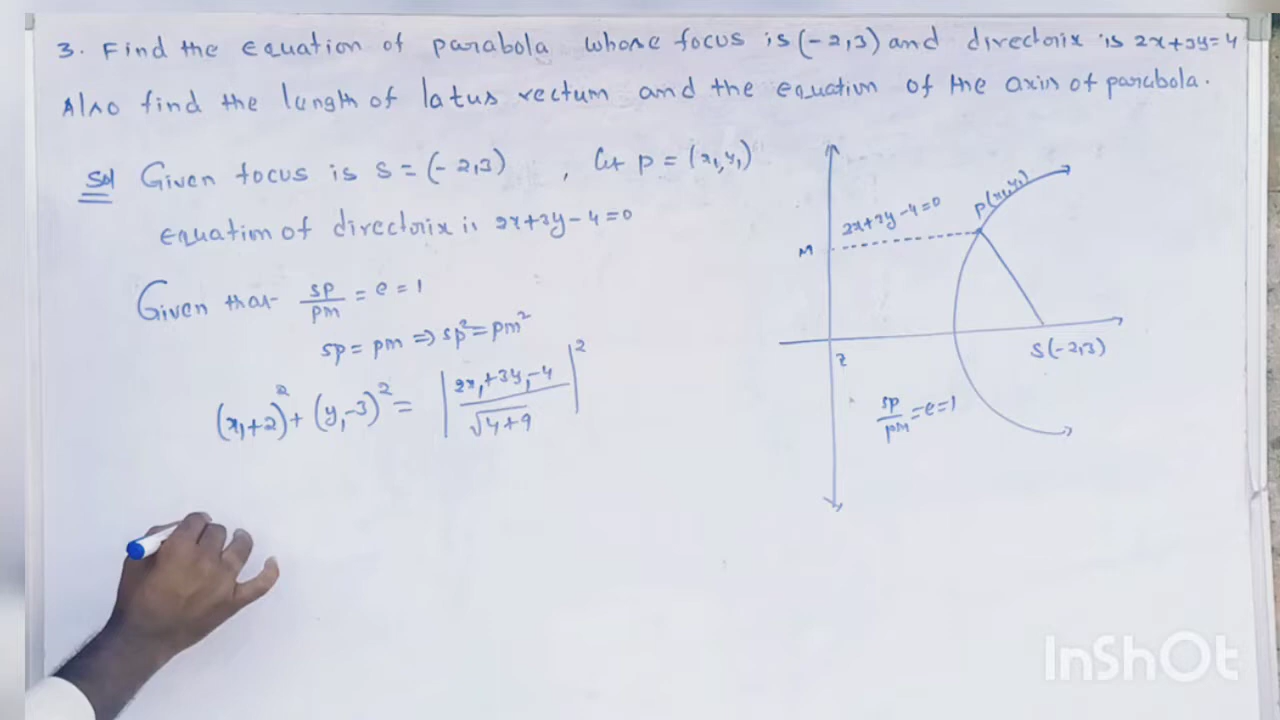 3. Find the equation of parabola whose focus is (-2,3) and directrix is 2x+3y=4
Also find the length of latus rectum and the equation of the axis of parabola.
Sol Given focus is S = (-2,3) , let P = (x₁,y₁)
equation of directrix is 2x+3y-4=0
Given that SP/PM = e = 1
SP = PM ⇒ SP² = PM²
(x₁+2)² + (y₁-3)² = |(2x₁+3y₁-4)/√(4+9)|²
2x+3y-4=0
P(x₁,y₁)
M
Z
S(-2,3)
SP/PM = e = 1
InShOt